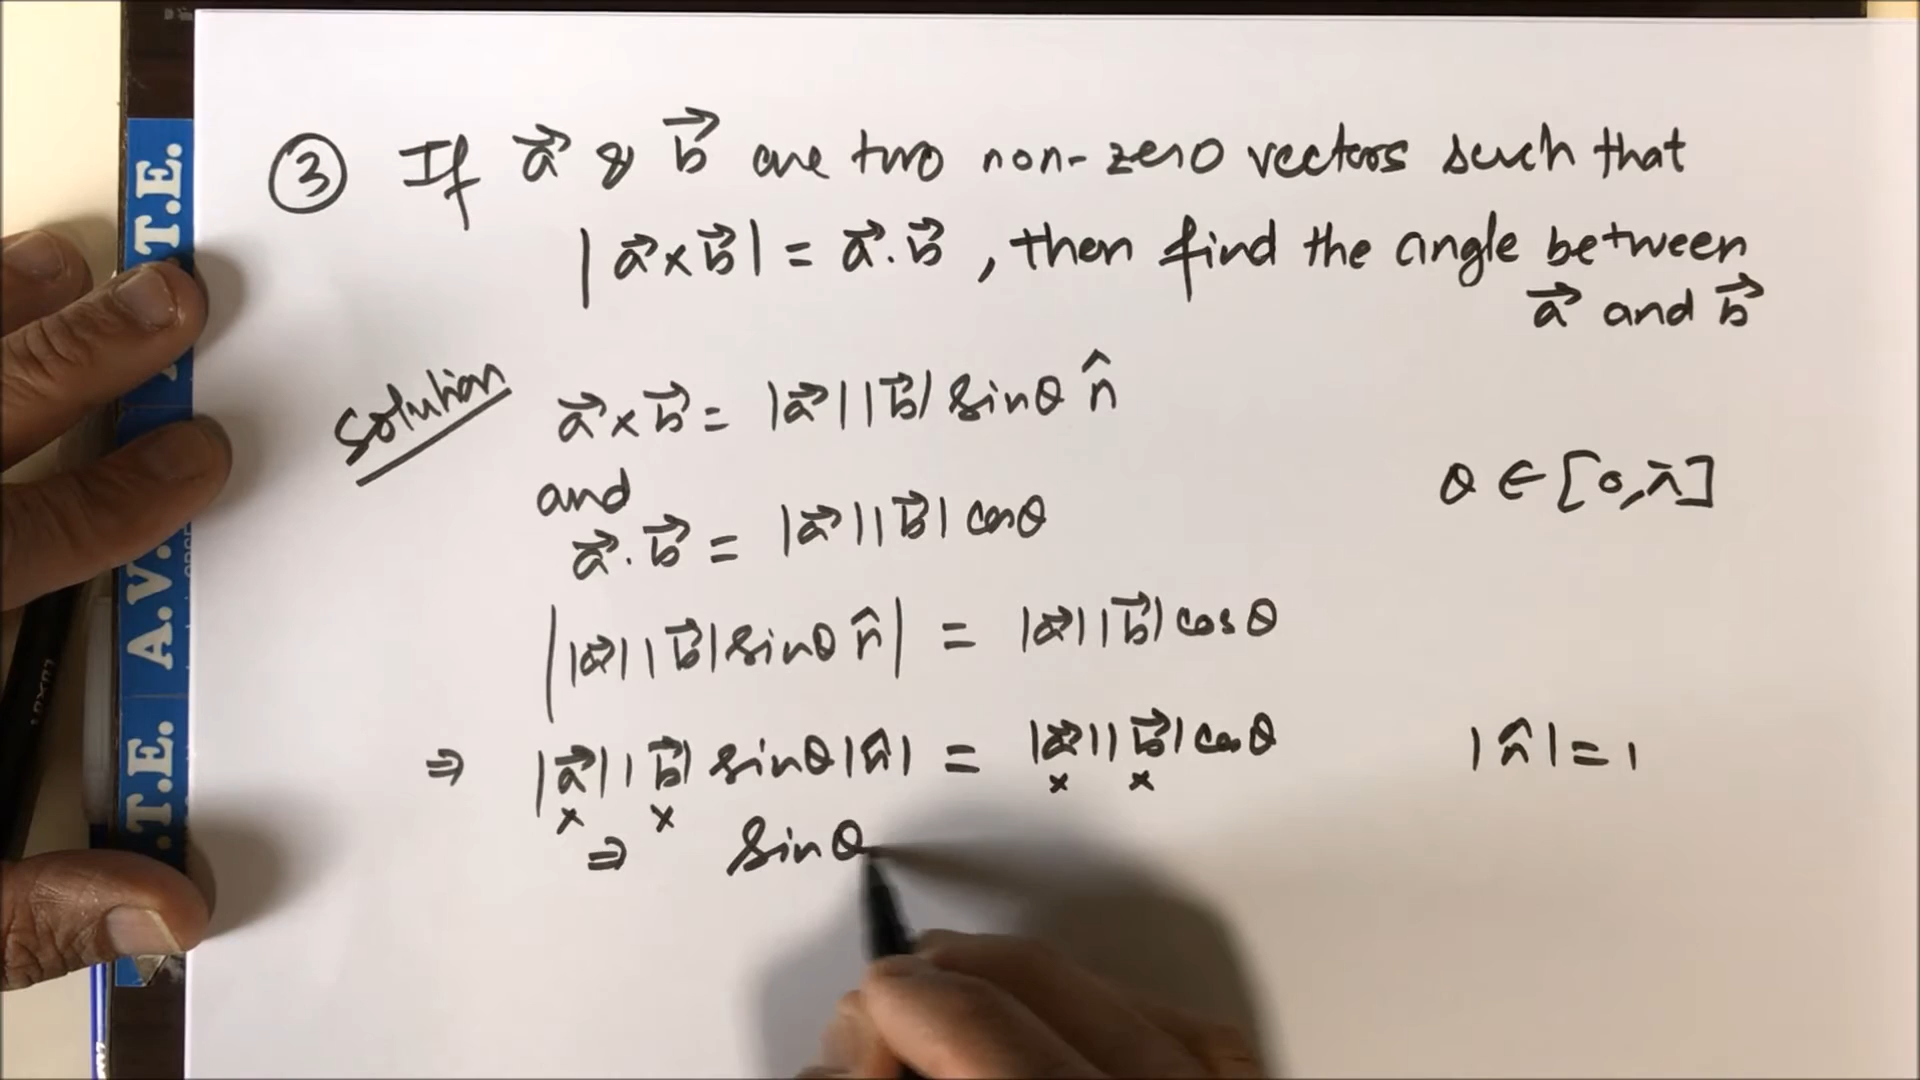 ③ If a⃗ & b⃗ are two non-zero vectors such that
|a⃗×b⃗| = a⃗.b⃗, then find the angle between
a⃗ and b⃗
Solution
a⃗×b⃗ = |a⃗||b⃗| sinθ n̂
and
θ ∈ [0,π]
a⃗.b⃗ = |a⃗||b⃗| cosθ
||a⃗||b⃗|sinθ n̂| = |a⃗||b⃗| cosθ
⇒ |a⃗||b⃗| sinθ|n̂| = |a⃗||b⃗| cosθ |n̂|=1
x x x x
⇒ sinθ
T.E.
A.V.
T.E.